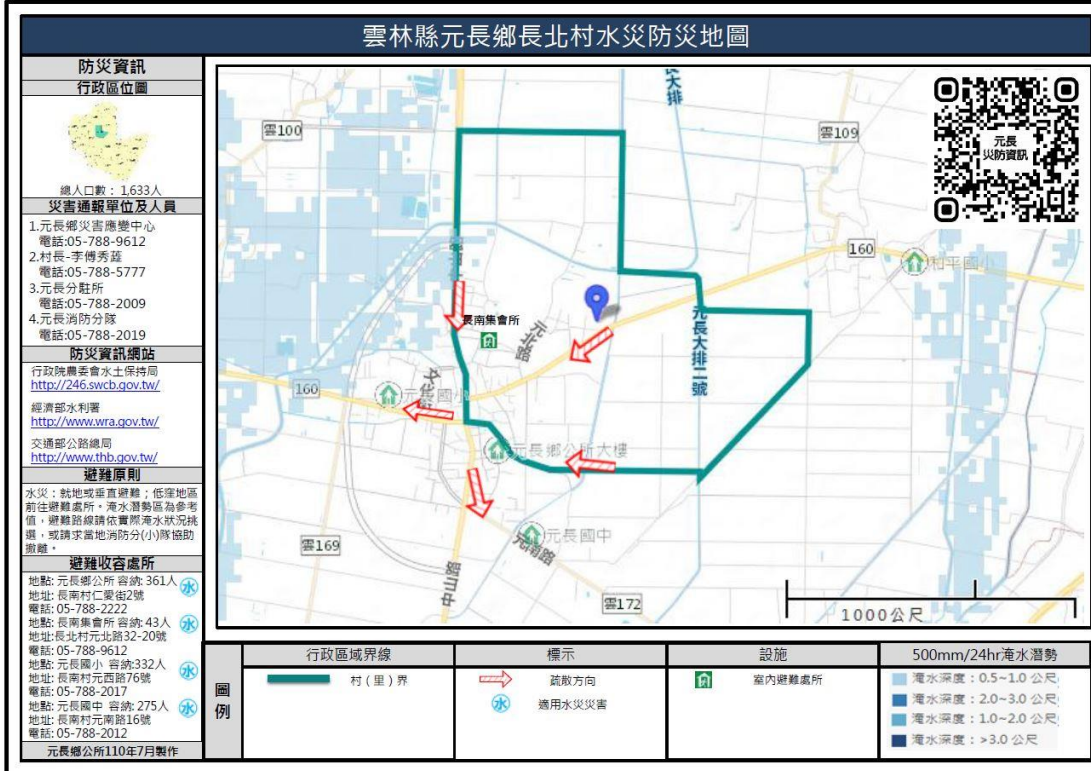 雲林縣元長鄉長北村水災防災地圖
防災資訊
行政區位圖
總人口數：1,633人
災害通報單位及人員
1.元長鄉災害應變中心
電話:05-788-9612
2.村長-李傅秀蓮
電話:05-788-5777
3.元長分駐所
電話:05-788-2009
4.元長消防分隊
電話:05-788-2019
防災資訊網站
行政院農委會水土保持局
http://246.swcb.gov.tw/
經濟部水利署
http://www.wra.gov.tw/
交通部公路總局
http://www.thb.gov.tw/
避難原則
水災：就地或垂直避難；低窪地區
前往避難處所。淹水潛勢區為參考
值，避難路線請依實際淹水狀況挑
選，或請求當地消防分(小)隊協助
撤離。
避難收容處所
地點: 元長鄉公所 容納: 361人
水
地址: 長南村仁愛街2號
電話: 05-788-2222
地點: 長南集會所 容納: 43人
水
地址:長北村元北路32-20號
電話: 05-788-9612
地點: 元長國小 容納:332人
水
地址: 長南村元西路76號
電話: 05-788-2017
地點: 元長國中 容納: 275人
水
地址: 長南村元南路16號
電話: 05-788-2012
元長鄉公所110年7月製作
長大排
雲100
雲109
元長
災防資訊
160
和平國小
長南集會所
元北路
元長大排二號
160
元長國小
文化街
元長鄉公所大樓
元長國中
元南路
雲169
中山路
雲172
1000公尺
圖例
行政區域界線
村（里）界
標示
疏散方向
水
適用水災災害
設施
室內避難處所
500mm/24hr淹水潛勢
淹水深度：0.5~1.0 公尺
淹水深度：2.0~3.0 公尺
淹水深度：1.0~2.0 公尺
淹水深度：>3.0 公尺